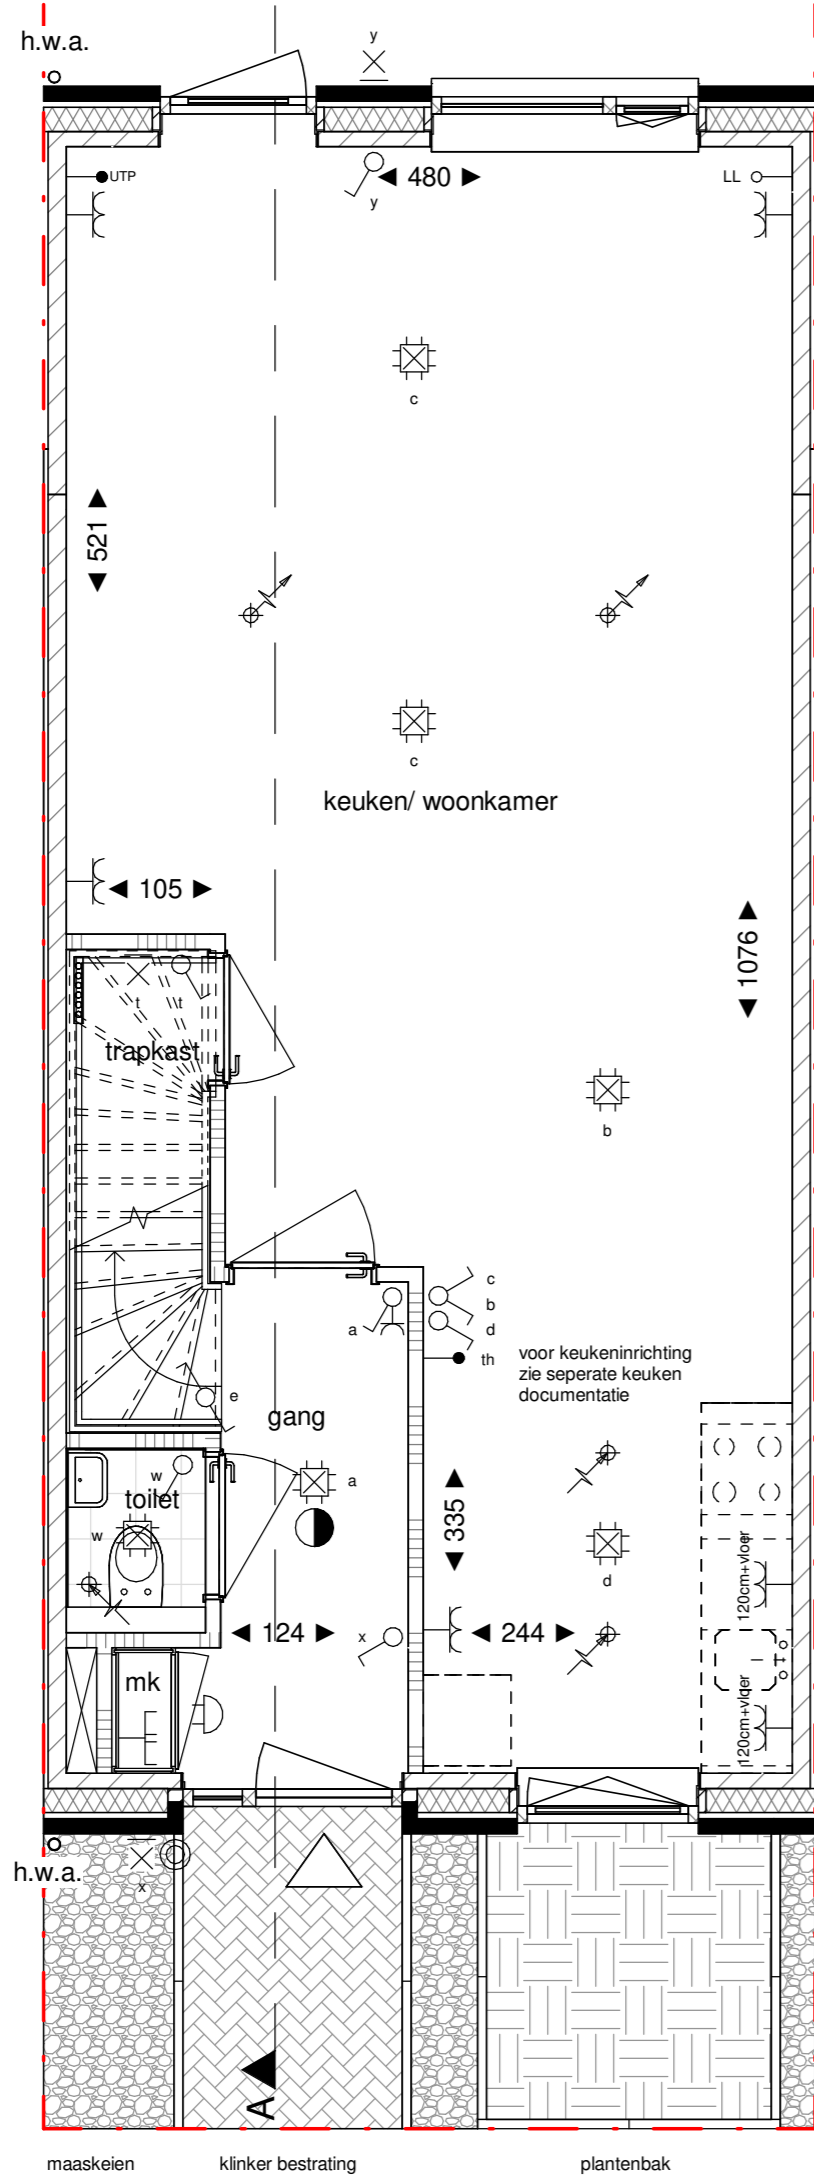 h.w.a.
y
UTP
y
480
LL
c
521
c
keuken/ woonkamer
105
1076
t
t
trapkast
b
c
b
a
d
th
voor keukeninrichting
zie seperate keuken
documentatie
e
gang
w
a
toilet
w
335
d
120cm+vloer
124
x
244
mk
120cm+vloer
h.w.a.
x
A
maaskeien
klinker bestrating
plantenbak